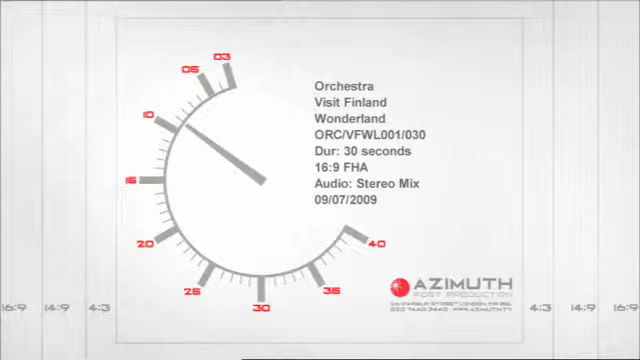 03
05
10
15
20
25
30
35
40
Orchestra
Visit Finland
Wonderland
ORC/VFWL001/030
Dur: 30 seconds
16:9 FHA
Audio: Stereo Mix
09/07/2009
AZIMUTH
POST PRODUCTION
16:9 14:9 4:3
4:3 14:9 16:9